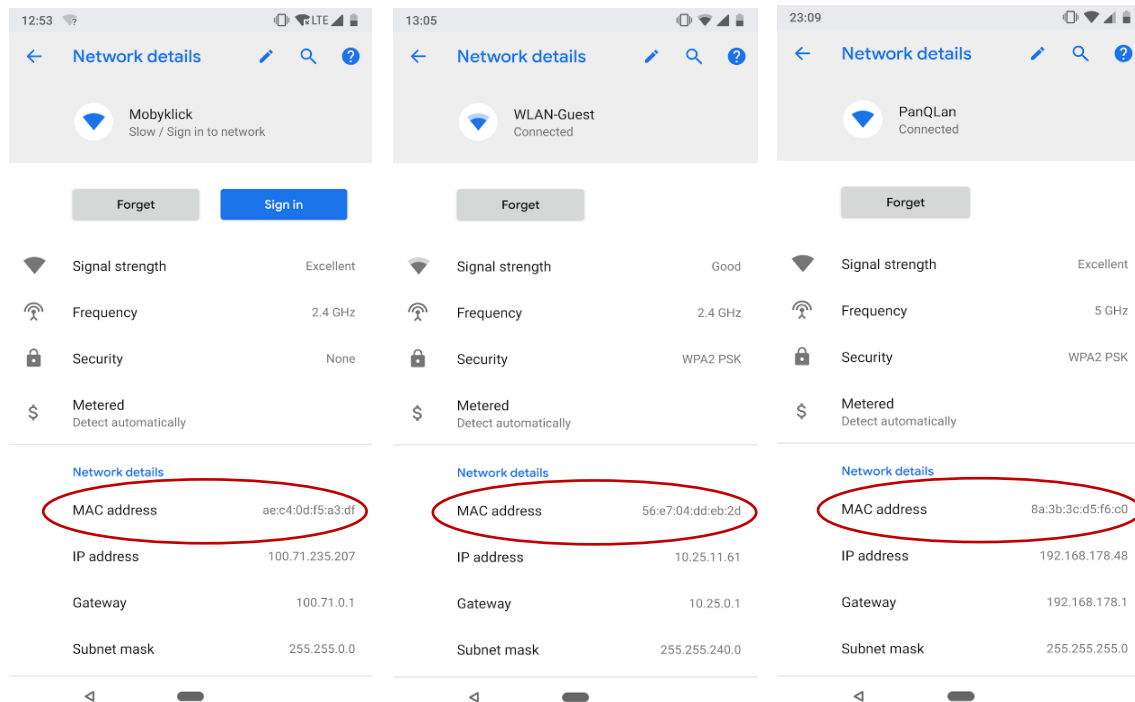 12:53
LTE
Network details
Mobyklick
Slow / Sign in to network
Forget
Sign in
Signal strength Excellent
Frequency 2.4 GHz
Security None
Metered
Detect automatically
Network details
MAC address ae:c4:0d:f5:a3:df
IP address 100.71.235.207
Gateway 100.71.0.1
Subnet mask 255.255.0.0
13:05
Network details
WLAN-Guest
Connected
Forget
Signal strength Good
Frequency 2.4 GHz
Security WPA2 PSK
Metered
Detect automatically
Network details
MAC address 56:e7:04:dd:eb:2d
IP address 10.25.11.61
Gateway 10.25.0.1
Subnet mask 255.255.240.0
23:09
Network details
PanQLan
Connected
Forget
Signal strength Excellent
Frequency 5 GHz
Security WPA2 PSK
Metered
Detect automatically
Network details
MAC address 8a:3b:3c:d5:f6:c0
IP address 192.168.178.48
Gateway 192.168.178.1
Subnet mask 255.255.255.0